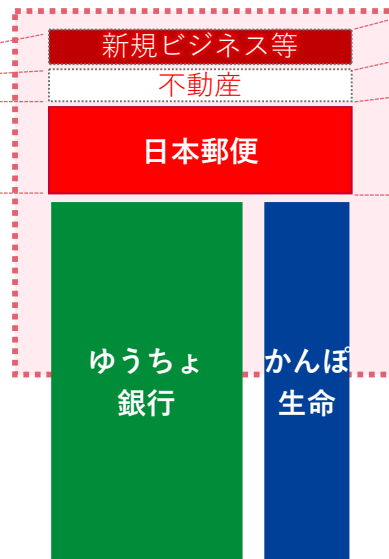 新規ビジネス等
不動産
日本郵便
ゆうちょ
銀行
かんぽ
生命